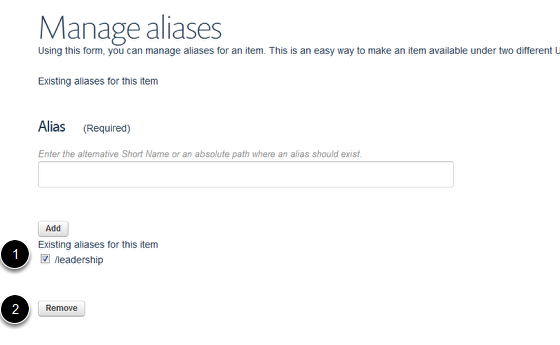 Manage aliases
Using this form, you can manage aliases for an item. This is an easy way to make an item available under two different U
Existing aliases for this item
Alias (Required)
Enter the alternative Short Name or an absolute path where an alias should exist.
Add
Existing aliases for this item
1
/leadership
2
Remove